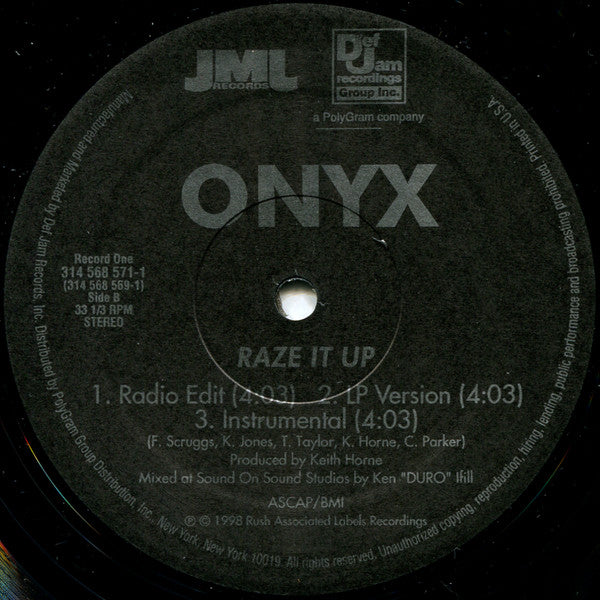 JML
RECORDS
Def
Jam
recordings
Group Inc.
a PolyGram company
ONYX
Record One
314 568 571-1
(314 568 569-1)
Side B
33 1/3 RPM
STEREO
RAZE IT UP
1. Radio Edit (4:03) 2. LP Version (4:03)
3. Instrumental (4:03)
(F. Scruggs, K. Jones, T. Taylor, K. Horne, C. Parker)
Produced by Keith Horne
Mixed at Sound On Sound Studios by Ken "DURO" Ifill
ASCAP/BMI
℗ © 1998 Rush Associated Labels Recordings
Manufactured and Marketed by Def Jam Records, Inc. Distributed by PolyGram Group Distribution, Inc., New York, New York 10019. All rights reserved. Unauthorized copying, reproduction, hiring, lending, public performance and broadcasting prohibited. Printed in U.S.A.